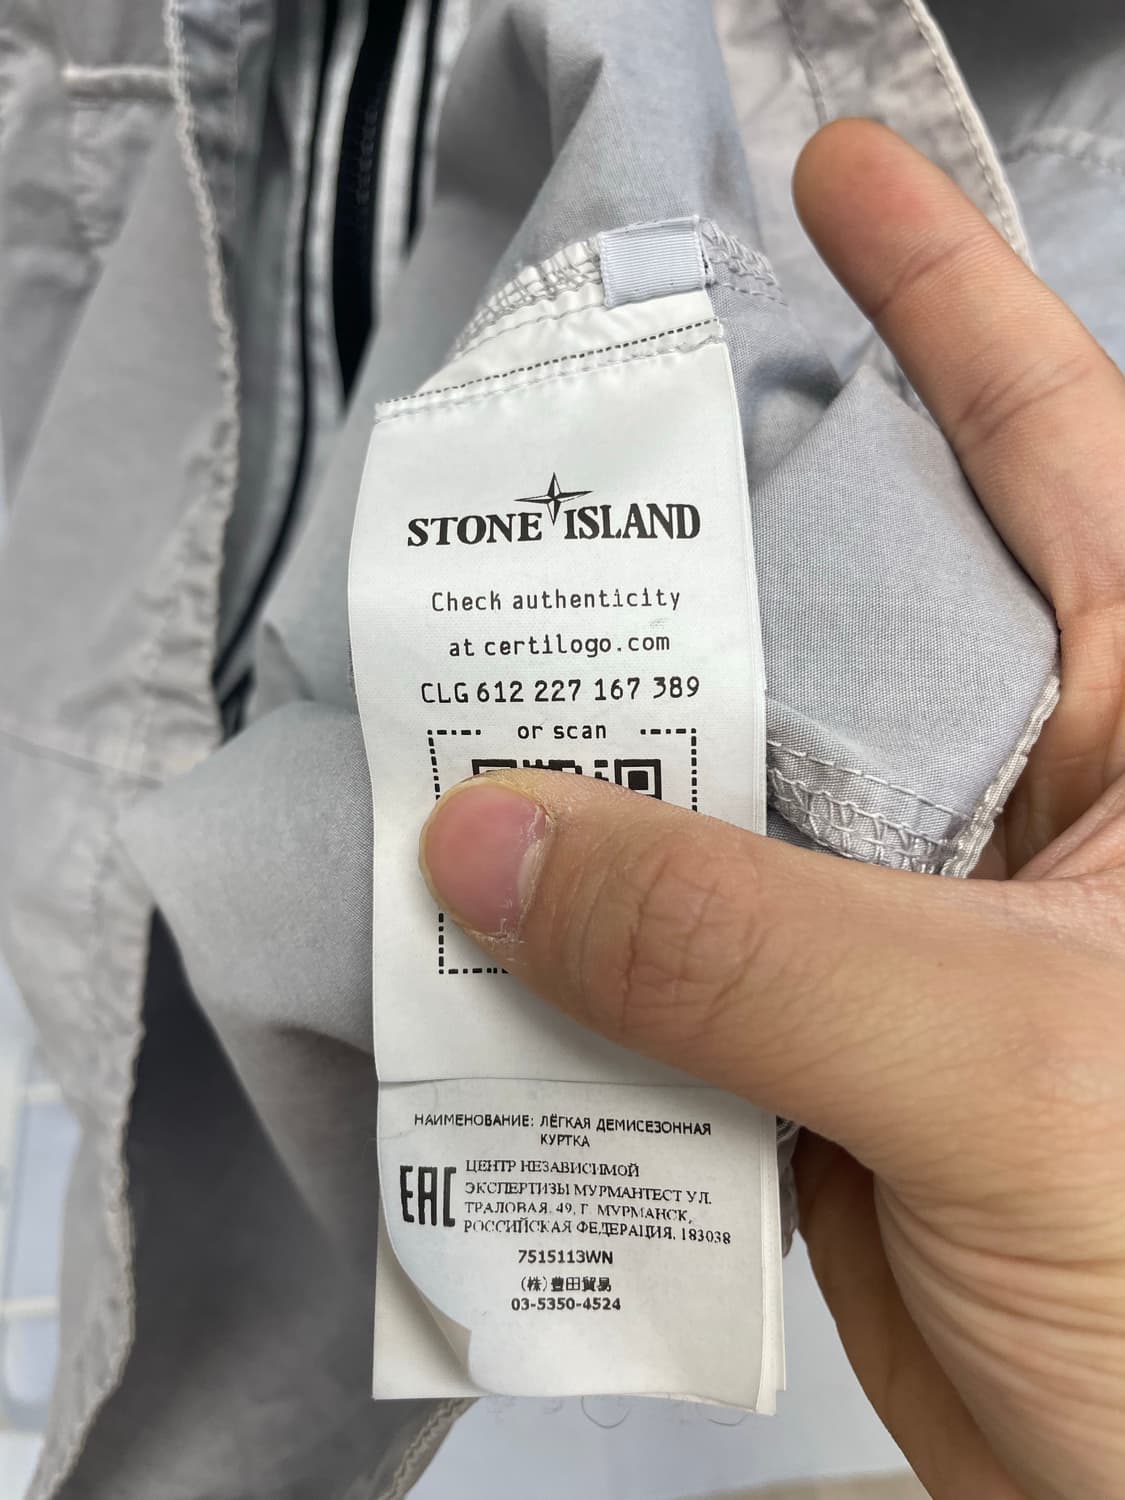 STONE ISLAND
Check authenticity
at certilogo.com
CLG 612 227 167 389
or scan
НАИМЕНОВАНИЕ: ЛЁГКАЯ ДЕМИСЕЗОННАЯ
КУРТКА
EAC
ЦЕНТР НЕЗАВИСИМОЙ
ЭКСПЕРТИЗЫ МУРМАНТЕСТ УЛ.
ТРАЛОВАЯ, 49, Г. МУРМАНСК,
РОССИЙСКАЯ ФЕДЕРАЦИЯ, 183038
7515113WN
(株)豊田貿易
03-5350-4524